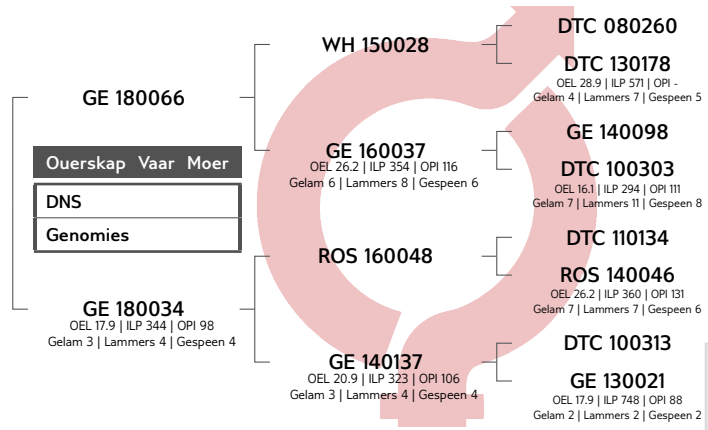 GE 180066
Ouerskap Vaar Moer
DNS
Genomies
GE 180034
OEL 17.9 | ILP 344 | OPI 98
Gelam 3 | Lammers 4 | Gespeen 4
WH 150028
GE 160037
OEL 26.2 | ILP 354 | OPI 116
Gelam 6 | Lammers 8 | Gespeen 6
ROS 160048
GE 140137
OEL 20.9 | ILP 323 | OPI 106
Gelam 3 | Lammers 4 | Gespeen 4
DTC 080260
DTC 130178
OEL 28.9 | ILP 571 | OPI -
Gelam 4 | Lammers 7 | Gespeen 5
GE 140098
DTC 100303
OEL 16.1 | ILP 294 | OPI 111
Gelam 7 | Lammers 11 | Gespeen 8
DTC 110134
ROS 140046
OEL 26.2 | ILP 360 | OPI 131
Gelam 7 | Lammers 7 | Gespeen 6
DTC 100313
GE 130021
OEL 17.9 | ILP 748 | OPI 88
Gelam 2 | Lammers 2 | Gespeen 2